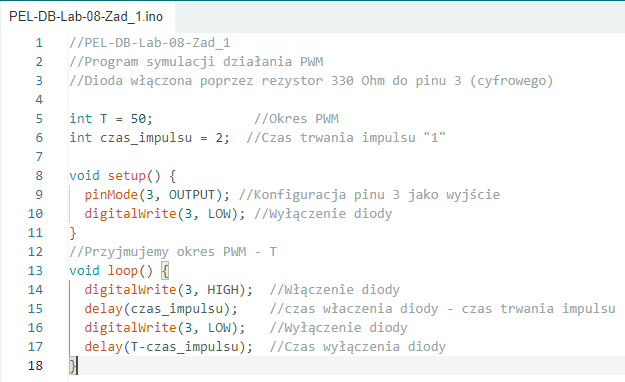 PEL-DB-Lab-08-Zad_1.ino
1 //PEL-DB-Lab-08-Zad_1
2 //Program symulacji działania PWM
3 //Dioda włączona poprzez rezystor 330 Ohm do pinu 3 (cyfrowego)
4
5 int T = 50; //Okres PWM
6 int czas_impulsu = 2; //Czas trwania impulsu "1"
7
8 void setup() {
9 pinMode(3, OUTPUT); //Konfiguracja pinu 3 jako wyjście
10 digitalWrite(3, LOW); //Wyłączenie diody
11 }
12 //Przyjmujemy okres PWM - T
13 void loop() {
14 digitalWrite(3, HIGH); //Włączenie diody
15 delay(czas_impulsu); //czas właczenia diody - czas trwania impulsu
16 digitalWrite(3, LOW); //Wyłączenie diody
17 delay(T-czas_impulsu); //Czas wyłączenia diody
18 }